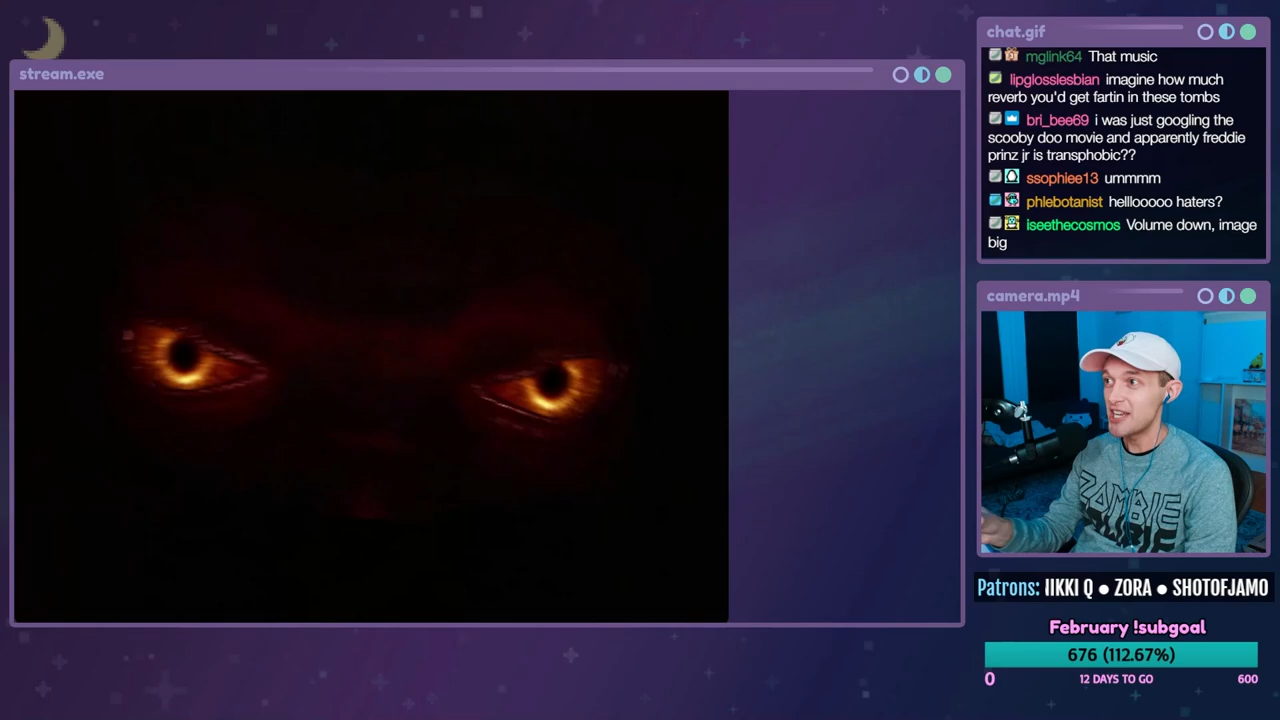 stream.exe
chat.gif
mglink64 That music
lipglosslesbian imagine how much
reverb you'd get fartin in these tombs
bri_bee69 i was just googling the
scooby doo movie and apparently freddie
prinz jr is transphobic??
ssophiee13 ummmm
phlebotanist helllooooo haters?
iseethecosmos Volume down, image
big
camera.mp4
ZOMBIE
Patrons: IIKKI Q ● ZORA ● SHOTOFJAMO
February !subgoal
676 (112.67%)
0 12 DAYS TO GO 600